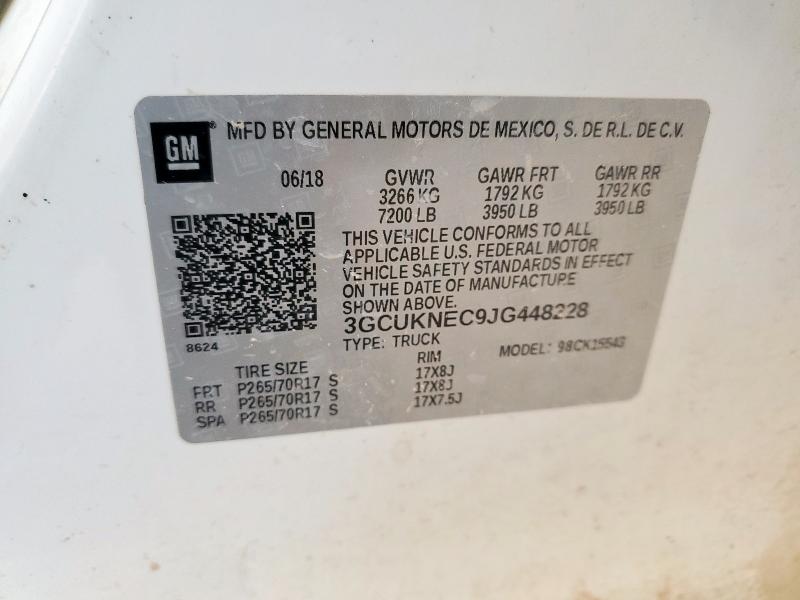 GM ® MFD BY GENERAL MOTORS DE MEXICO, S. DE R.L. DE C.V.
06/18 GVWR GAWR FRT GAWR RR
3266 KG 1792 KG 1792 KG
7200 LB 3950 LB 3950 LB
THIS VEHICLE CONFORMS TO ALL
APPLICABLE U.S. FEDERAL MOTOR
VEHICLE SAFETY STANDARDS IN EFFECT
ON THE DATE OF MANUFACTURE
SHOWN ABOVE.
3GCUKNEC9JG448228
8624 TYPE: TRUCK MODEL: 98CK15543
TIRE SIZE RIM
FRT P265/70R17 S 17X8J
RR P265/70R17 S 17X8J
SPA P265/70R17 S 17X7.5J